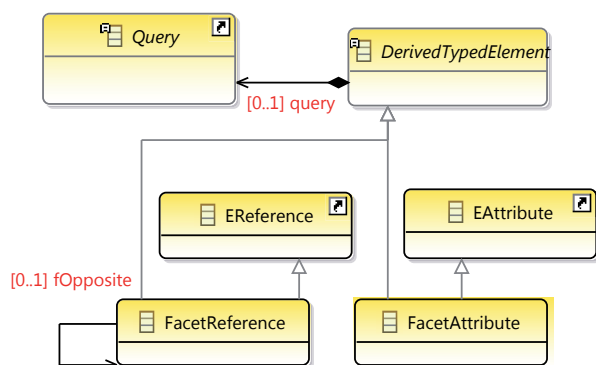 Query
DerivedTypedElement
[0..1] query
EReference
EAttribute
[0..1] fOpposite
FacetReference
FacetAttribute